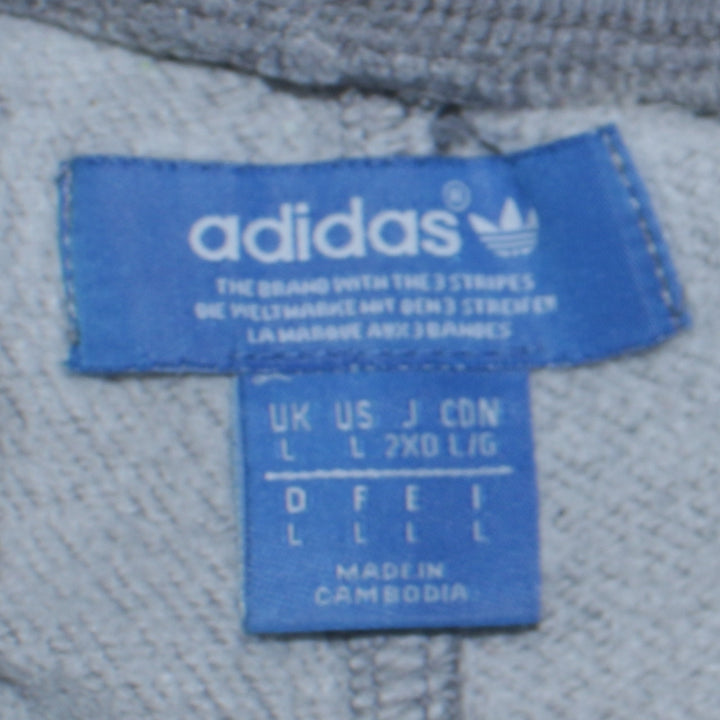 adidas®
THE BRAND WITH THE 3 STRIPES
DIE WELTMARKE MIT DEN 3 STREIFEN
LA MARQUE AUX 3 BANDES
UK US J CDN
L L 2XO L/G
D F E I
L L L L
MADE IN
CAMBODIA